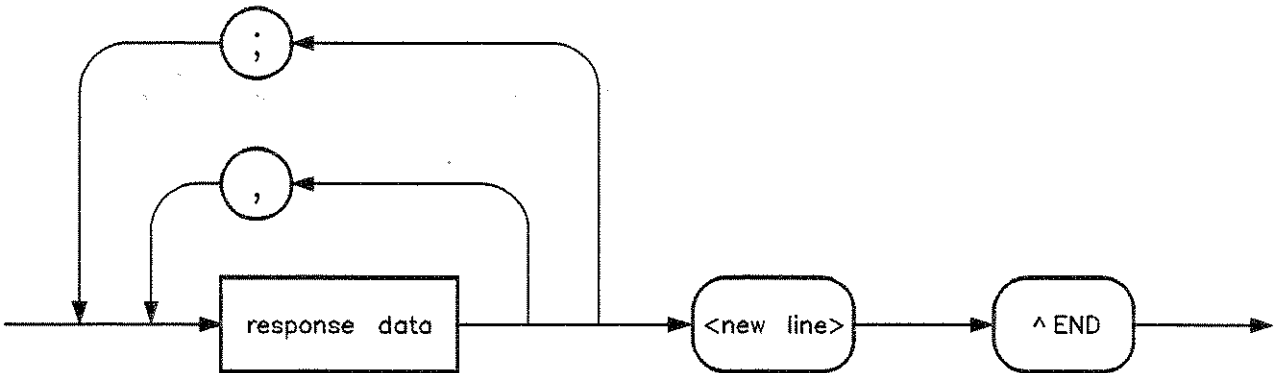 ;
,
response data
<new line>
^ END